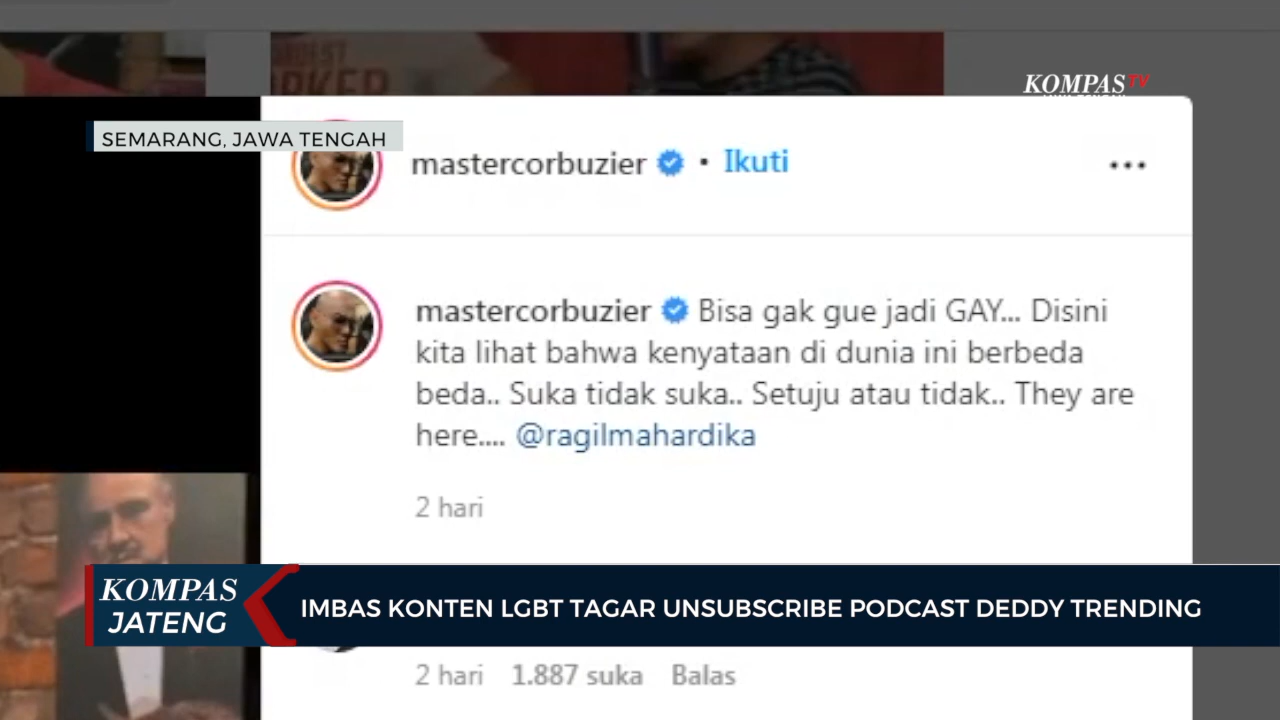 KOMPAS TV
SEMARANG, JAWA TENGAH
mastercorbuzier • Ikuti
mastercorbuzier Bisa gak gue jadi GAY... Disini
kita lihat bahwa kenyataan di dunia ini berbeda
beda.. Suka tidak suka.. Setuju atau tidak.. They are
here.... @ragilmahardika
2 hari
KOMPAS
JATENG
IMBAS KONTEN LGBT TAGAR UNSUBSCRIBE PODCAST DEDDY TRENDING
2 hari 1.887 suka Balas